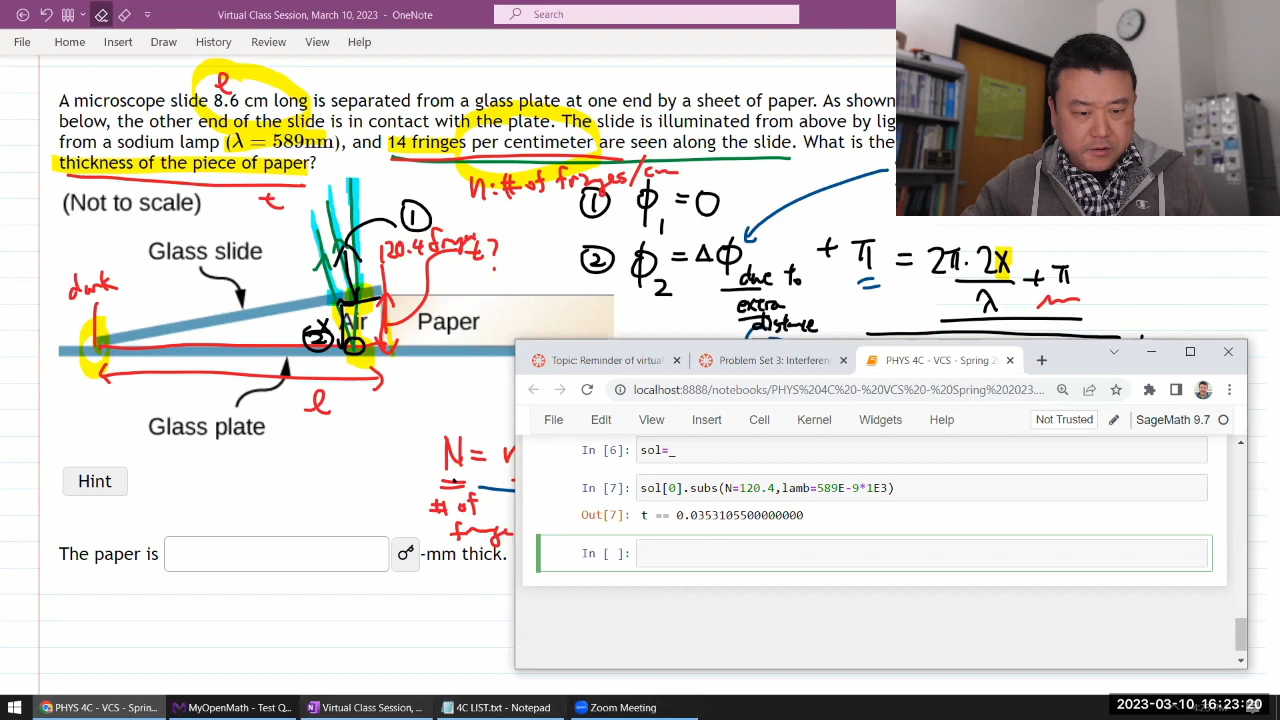 Virtual Class Session, March 10, 2023 - OneNote
Search
File Home Insert Draw History Review View Help
l
A microscope slide 8.6 cm long is separated from a glass plate at one end by a sheet of paper. As shown
below, the other end of the slide is in contact with the plate. The slide is illuminated from above by lig
from a sodium lamp (λ = 589nm), and 14 fringes per centimeter are seen along the slide. What is the
thickness of the piece of paper?
t
n: # of fringes/cm
(Not to scale)
① ϕ₁ = 0
①
Glass slide
120.4 fringes
t?
② ϕ₂ = Δϕ due to extra distance + π = 2π · 2x / λ + π
dark
② x
Air
Paper
l
Glass plate
N =
# of
Hint
The paper is
σ
-mm thick.
Topic: Reminder of virtual
Problem Set 3: Interferen
PHYS 4C - VCS - Spring 2
localhost:8888/notebooks/PHYS%204C%20-%20VCS%20-%20Spring%202023....
File Edit View Insert Cell Kernel Widgets Help Not Trusted SageMath 9.7
In [6]: sol=_
In [7]: sol[0].subs(N=120.4,lamb=589E-9*1E3)
Out[7]: t == 0.0353105500000000
In [ ]:
PHYS 4C - VCS - Sprin...
MyOpenMath - Test Q...
Virtual Class Session, ...
4C LIST.txt - Notepad
Zoom Meeting
2023-03-10 16:23:20